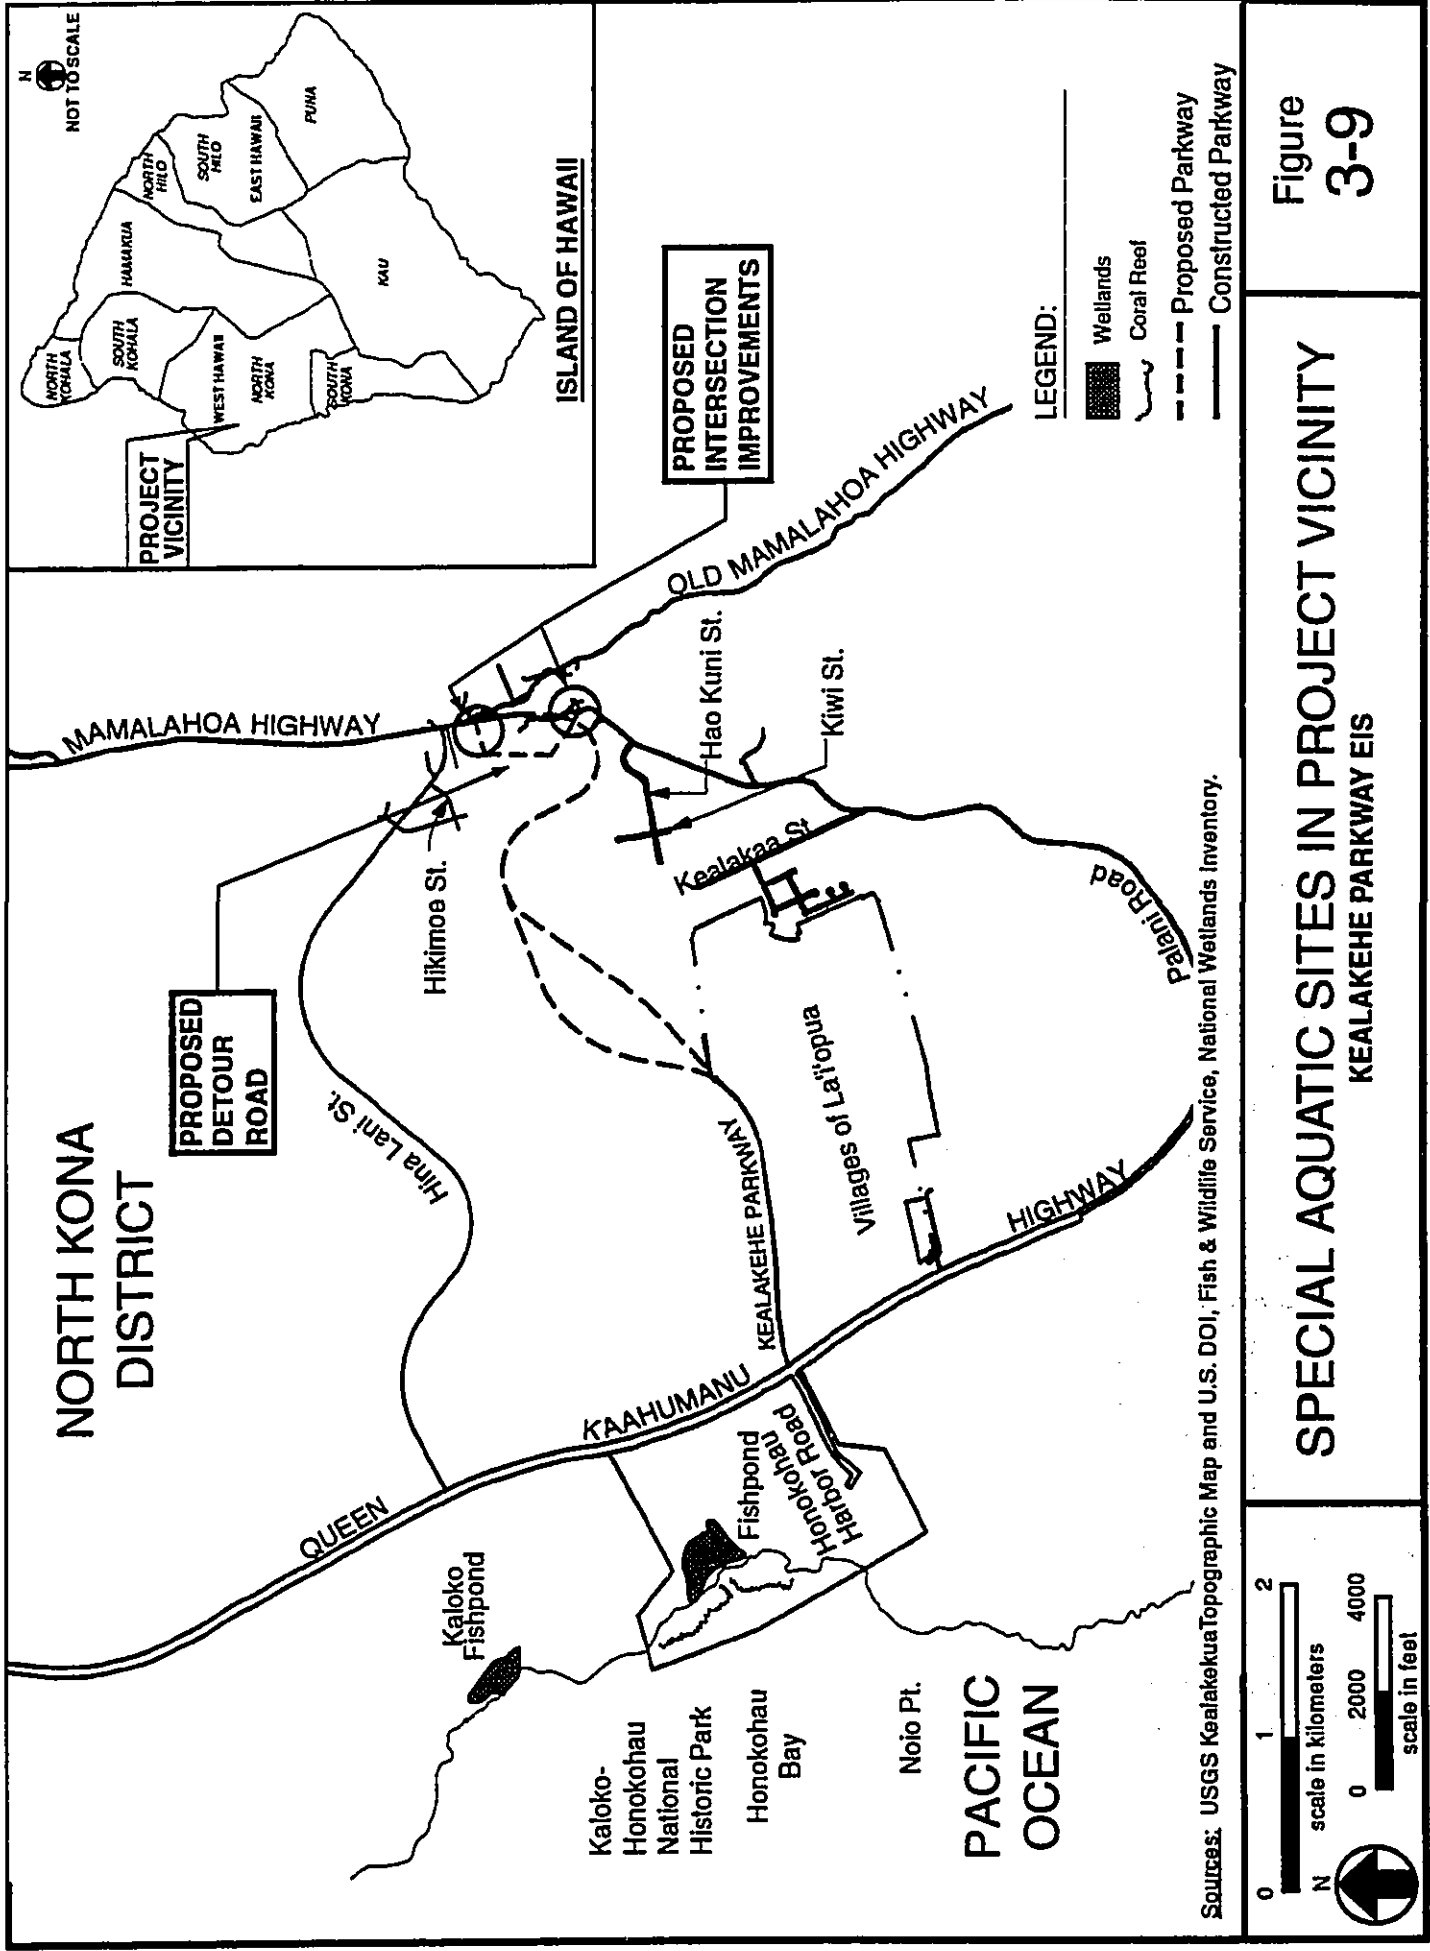 N
NOT TO SCALE
NORTH
KOHALA
SOUTH
KOHALA
HAMAKUA
NORTH
HILO
SOUTH
HILO
EAST HAWAII
PUNA
WEST HAWAII
NORTH
KONA
SOUTH
KONA
KAU
PROJECT
VICINITY
ISLAND OF HAWAII
NORTH KONA
DISTRICT
PROPOSED
DETOUR
ROAD
MAMALAHOA HIGHWAY
PROPOSED
INTERSECTION
IMPROVEMENTS
QUEEN
KAAHUMANU
HIGHWAY
Hina Lani St.
Hikimoe St.
OLD MAMALAHOA HIGHWAY
Hao Kuni St.
Kiwi St.
Kealakaa St
Kaloko
Fishpond
Fishpond
Honokohau
Harbor Road
KEALAKEHE PARKWAY
Villages of La'i'opua
Palani Road
Kaloko-
Honokohau
National
Historic Park
Honokohau
Bay
Noio Pt.
PACIFIC
OCEAN
LEGEND:
Wetlands
Coral Reef
Proposed Parkway
Constructed Parkway
Sources: USGS KealakekuaTopographic Map and U.S. DOI, Fish & Wildlife Service, National Wetlands Inventory.
0 1 2
scale in kilometers
N
0 2000 4000
scale in feet
SPECIAL AQUATIC SITES IN PROJECT VICINITY
KEALAKEHE PARKWAY EIS
Figure
3-9